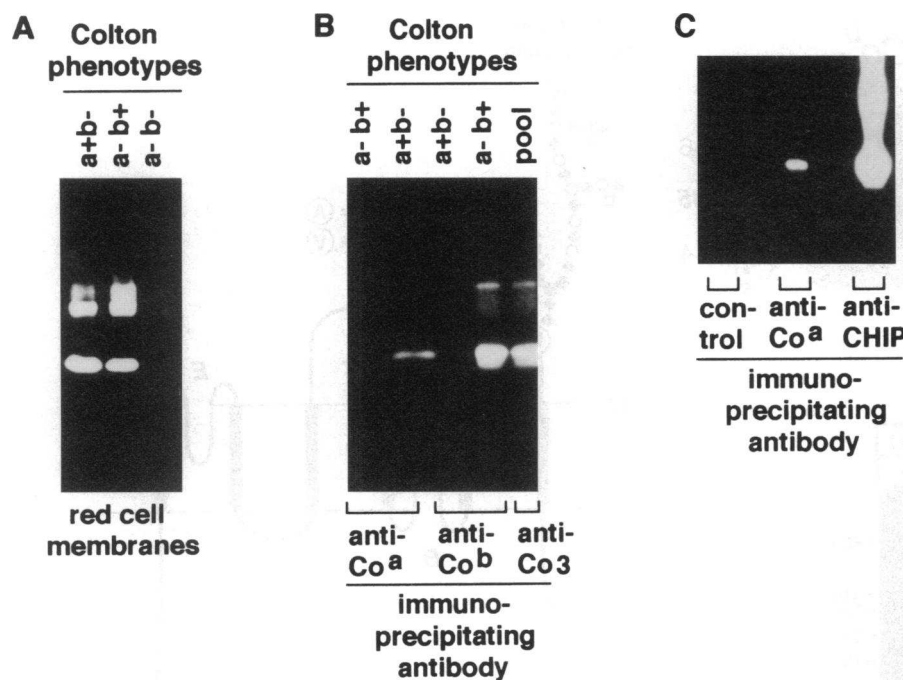 A
Colton
phenotypes
a+b-
a- b+
a- b-
red cell
membranes
B
Colton
phenotypes
a- b+
a+b-
a+b-
a- b+
pool
anti-
Coᵃ
anti-
Coᵇ
anti-
Co3
immuno-
precipitating
antibody
C
con-
trol
anti-
Coᵃ
anti-
CHIP
immuno-
precipitating
antibody